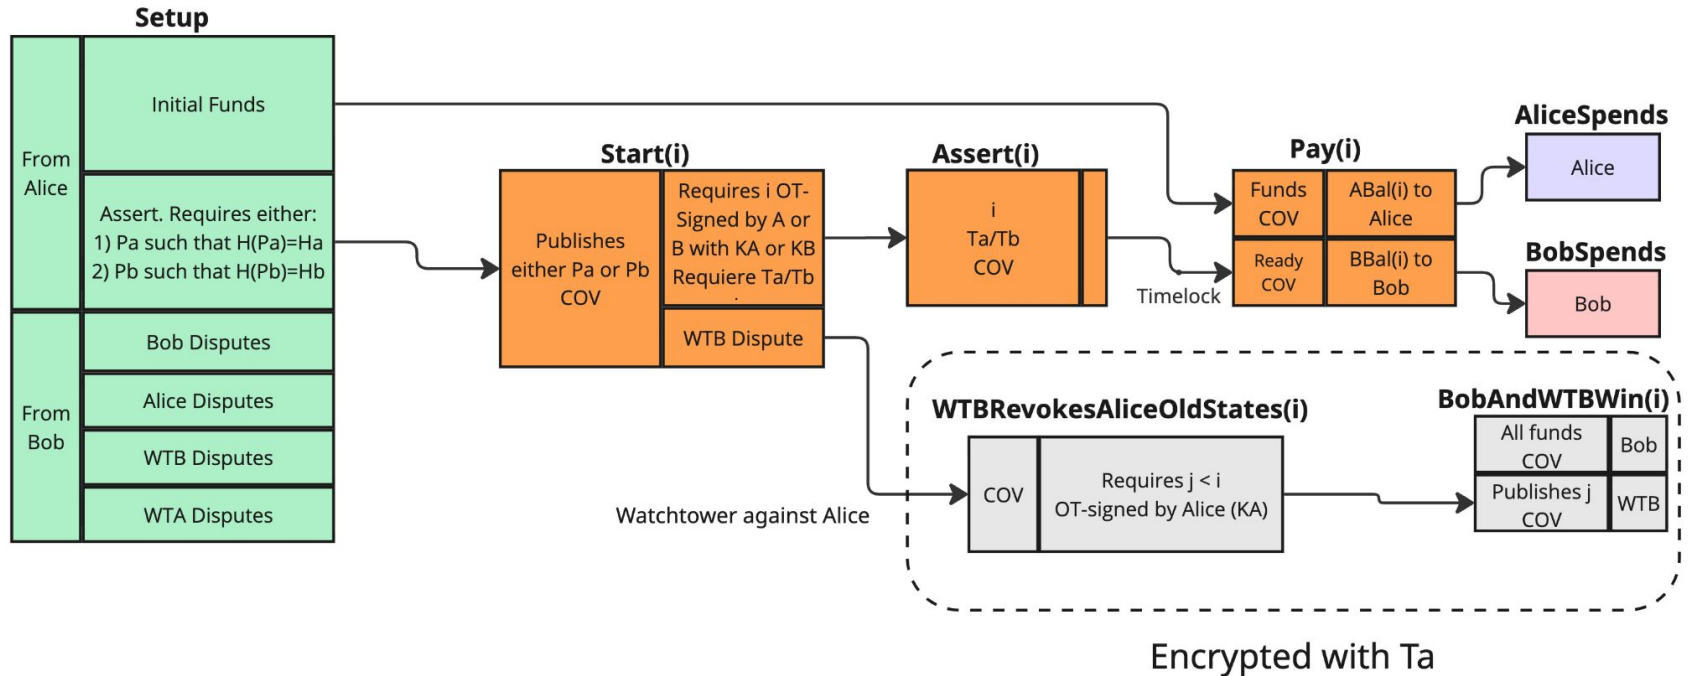 Setup
From
Alice
Initial Funds
Assert. Requires either:
1) Pa such that H(Pa)=Ha
2) Pb such that H(Pb)=Hb
From
Bob
Bob Disputes
Alice Disputes
WTB Disputes
WTA Disputes
Start(i)
Publishes
either Pa or Pb
COV
Requires i OT-
Signed by A or
B with KA or KB
Requiere Ta/Tb
.
WTB Dispute
Assert(i)
i
Ta/Tb
COV
Timelock
Pay(i)
Funds
COV
ABal(i) to
Alice
Ready
COV
BBal(i) to
Bob
AliceSpends
Alice
BobSpends
Bob
Watchtower against Alice
WTBRevokesAliceOldStates(i)
COV
Requires j < i
OT-signed by Alice (KA)
BobAndWTBWin(i)
All funds
COV
Bob
Publishes j
COV
WTB
Encrypted with Ta